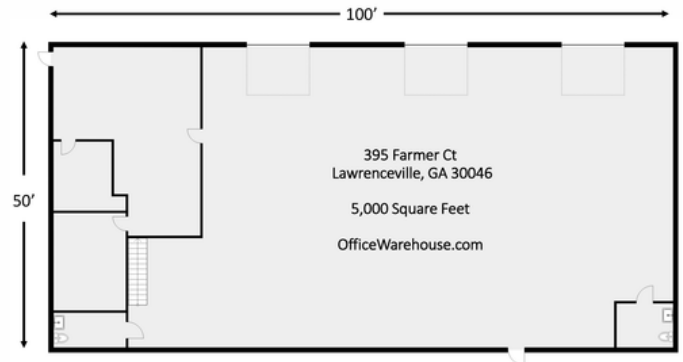 100'
50'
395 Farmer Ct
Lawrenceville, GA 30046
5,000 Square Feet
OfficeWarehouse.com